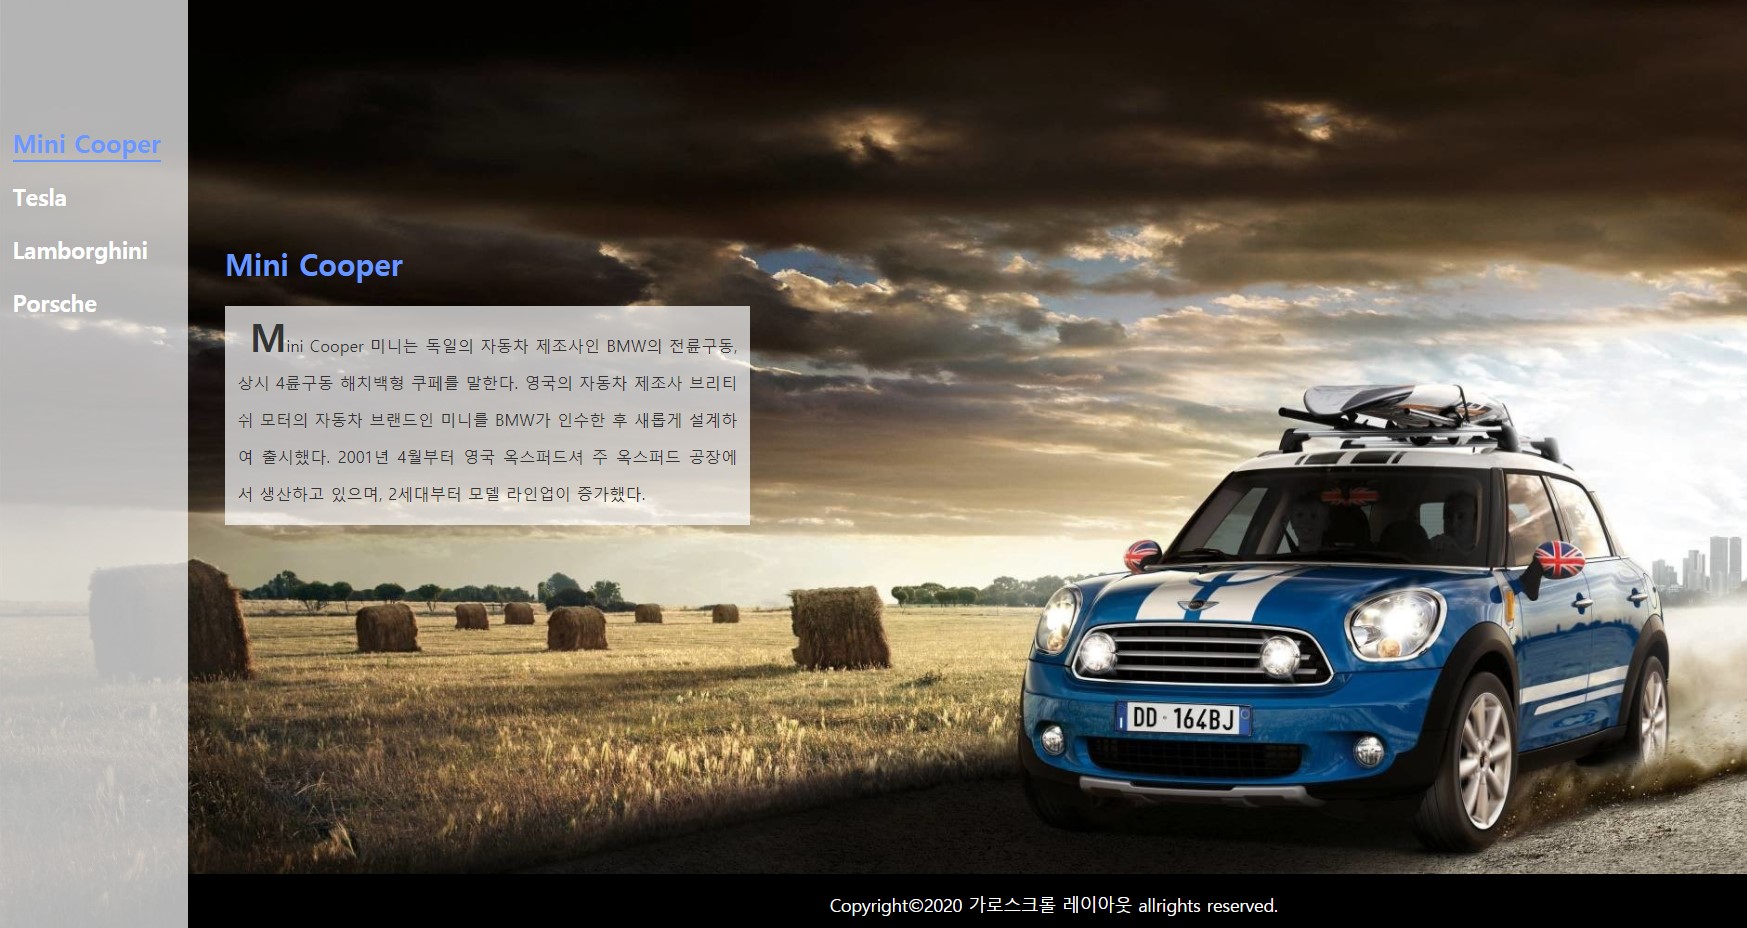 Mini Cooper
Tesla
Lamborghini
Porsche
Mini Cooper
Mini Cooper 미니는 독일의 자동차 제조사인 BMW의 전륜구동,
상시 4륜구동 해치백형 쿠페를 말한다. 영국의 자동차 제조사 브리티
쉬 모터의 자동차 브랜드인 미니를 BMW가 인수한 후 새롭게 설계하
여 출시했다. 2001년 4월부터 영국 옥스퍼드셔 주 옥스퍼드 공장에
서 생산하고 있으며, 2세대부터 모델 라인업이 증가했다.
DD 164BJ
Copyright©2020 가로스크롤 레이아웃 allrights reserved.